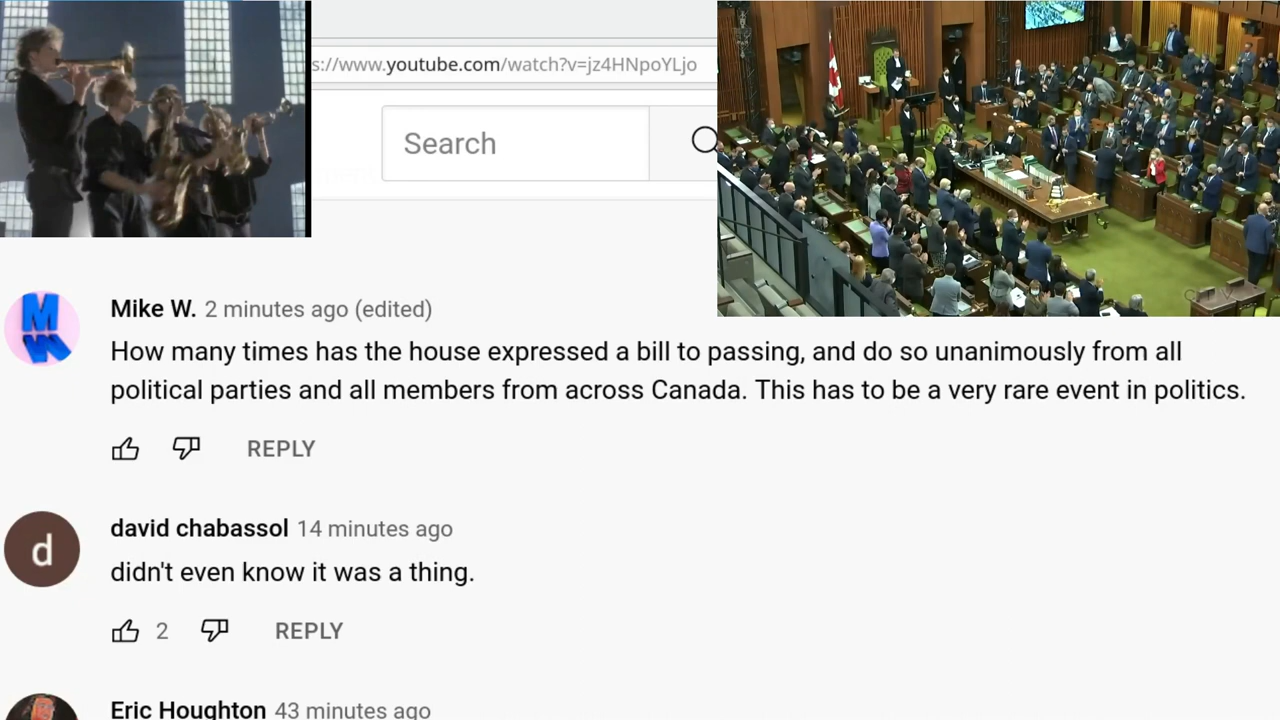 s://www.youtube.com/watch?v=jz4HNpoYLjo
Search
Mike W. 2 minutes ago (edited)
How many times has the house expressed a bill to passing, and do so unanimously from all
political parties and all members from across Canada. This has to be a very rare event in politics.
REPLY
d
david chabassol 14 minutes ago
didn't even know it was a thing.
2 REPLY
Eric Houghton 43 minutes ago